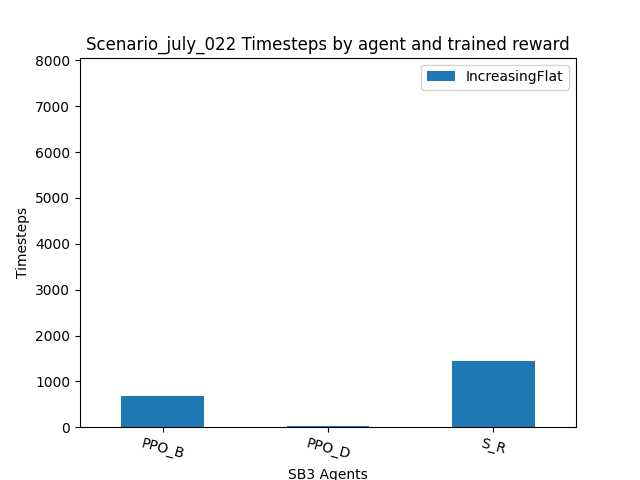 Scenario_july_022 Timesteps by agent and trained reward
IncreasingFlat
8000
7000
6000
5000
4000
3000
2000
1000
0
Timesteps
PPO_B
PPO_D
S_R
SB3 Agents